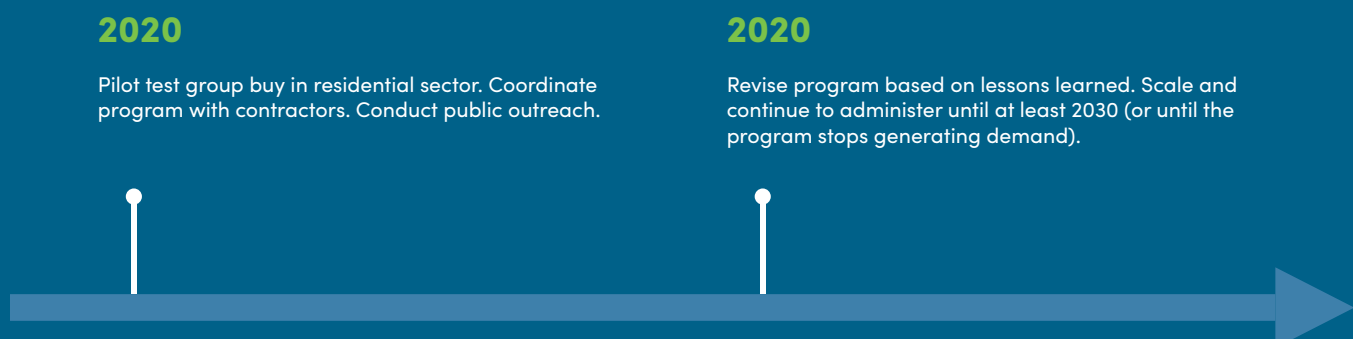 2020
Pilot test group buy in residential sector. Coordinate
program with contractors. Conduct public outreach.
2020
Revise program based on lessons learned. Scale and
continue to administer until at least 2030 (or until the
program stops generating demand).